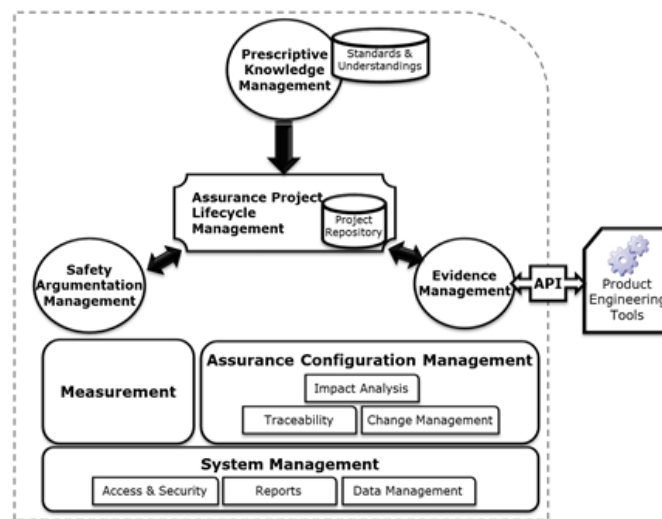 Prescriptive
Knowledge
Management
Standards &
Understandings
Assurance Project
Lifecycle
Management
Project
Repository
Safety
Argumentation
Management
Evidence
Management
API
Product
Engineering
Tools
Measurement
Assurance Configuration Management
Impact Analysis
Traceability
Change Management
System Management
Access & Security
Reports
Data Management